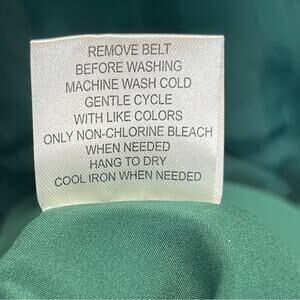 REMOVE BELT
BEFORE WASHING
MACHINE WASH COLD
GENTLE CYCLE
WITH LIKE COLORS
ONLY NON-CHLORINE BLEACH
WHEN NEEDED
HANG TO DRY
COOL IRON WHEN NEEDED